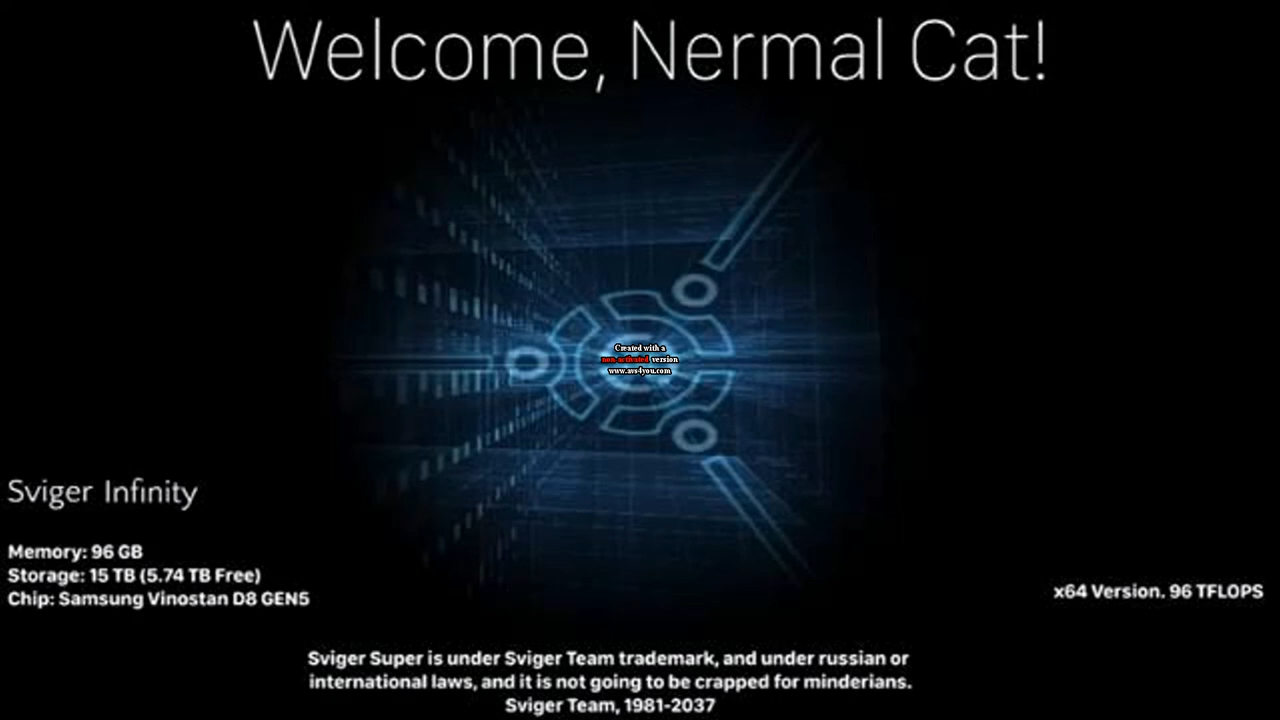 Welcome, Nermal Cat!
Created with a
non-activated version
www.avs4you.com
Sviger Infinity
Memory: 96 GB
Storage: 15 TB (5.74 TB Free)
Chip: Samsung Vinostan D8 GEN5
x64 Version. 96 TFLOPS
Sviger Super is under Sviger Team trademark, and under russian or
international laws, and it is not going to be crapped for minderians.
Sviger Team, 1981-2037